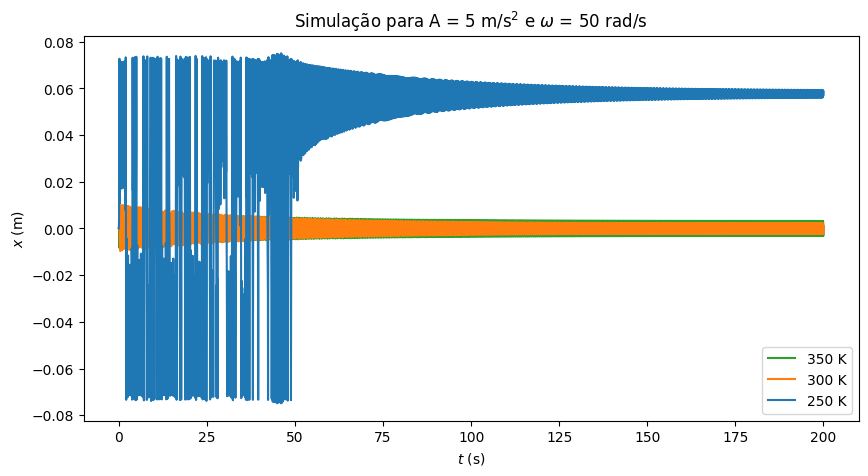 Simulação para A = 5 m/s² e ω = 50 rad/s
0.08
0.06
0.04
0.02
0.00
−0.02
−0.04
−0.06
−0.08
x (m)
0 25 50 75 100 125 150 175 200
t (s)
350 K
300 K
250 K